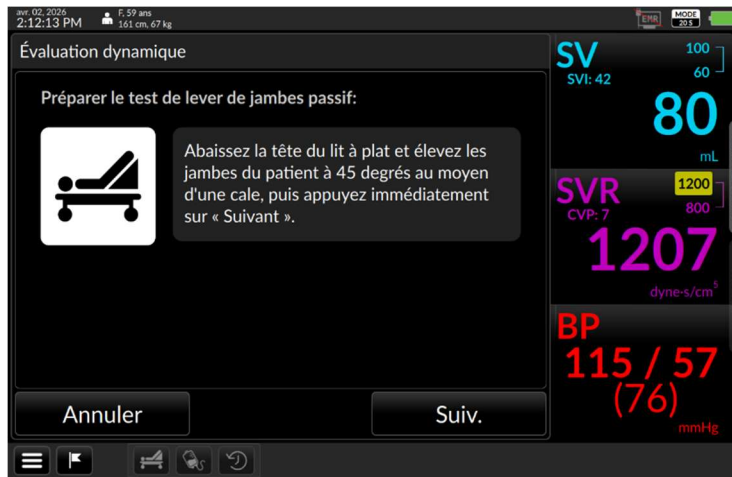 avr. 02, 2026
2:12:13 PM
F, 59 ans
161 cm, 67 kg
EMR
MODE
20 S
Évaluation dynamique
Préparer le test de lever de jambes passif:
Abaissez la tête du lit à plat et élevez les
jambes du patient à 45 degrés au moyen
d'une cale, puis appuyez immédiatement
sur « Suivant ».
Annuler
Suiv.
SV
SVI: 42
100
60
80
mL
SVR
CVP: 7
1200
800
1207
dyne·s/cm⁵
BP
115 / 57
(76)
mmHg